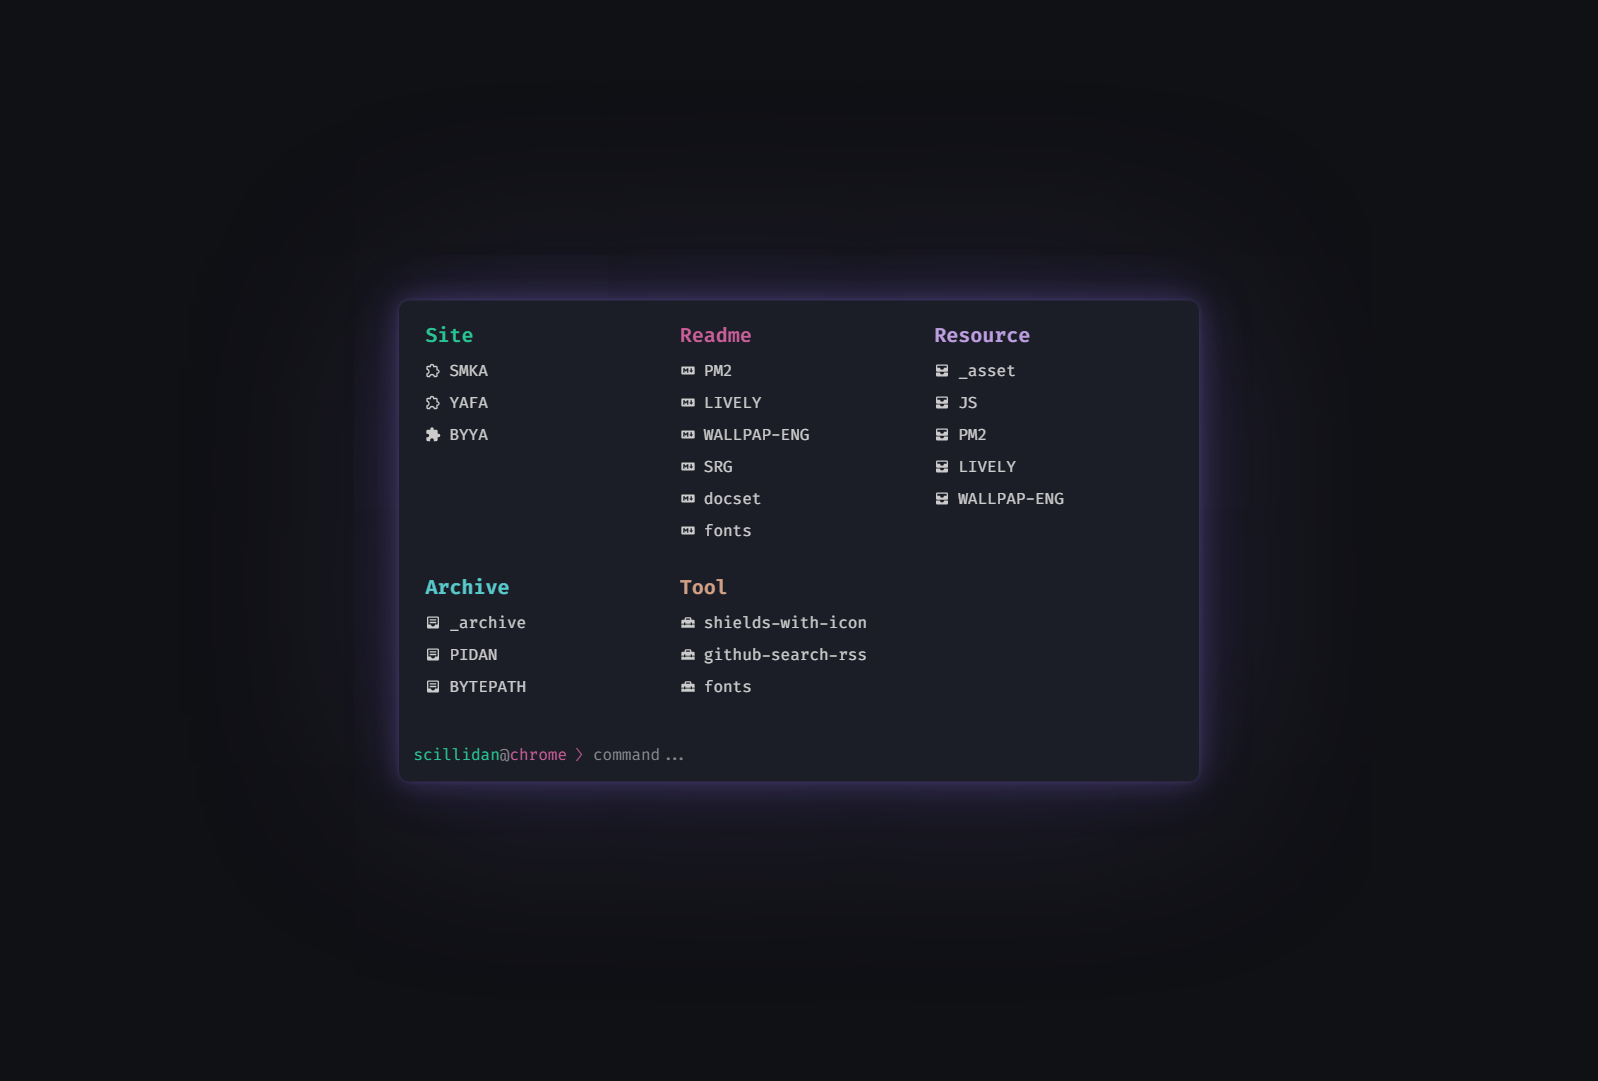 Site
SMKA
YAFA
BYYA
Readme
PM2
LIVELY
WALLPAP-ENG
SRG
docset
fonts
Resource
_asset
JS
PM2
LIVELY
WALLPAP-ENG
Archive
_archive
PIDAN
BYTEPATH
Tool
shields-with-icon
github-search-rss
fonts
scillidan@chrome 〉 command...